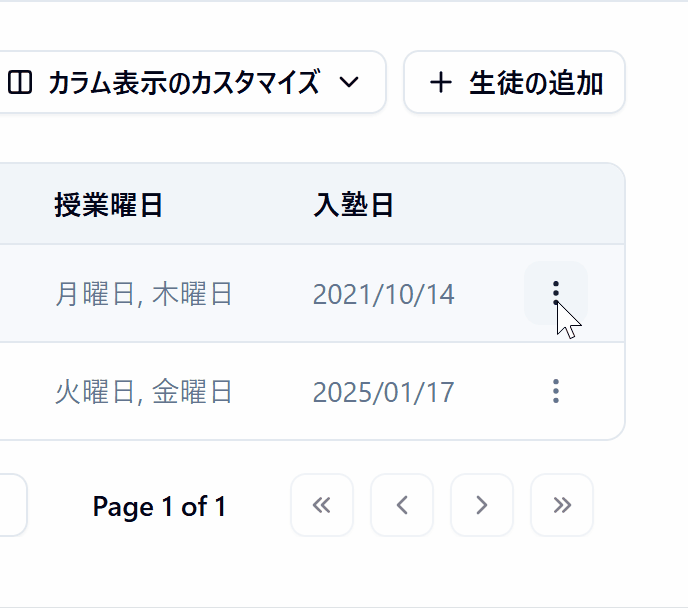 カラム表示のカスタマイズ
生徒の追加
授業曜日 入塾日
月曜日, 木曜日 2021/10/14
火曜日, 金曜日 2025/01/17
Page 1 of 1